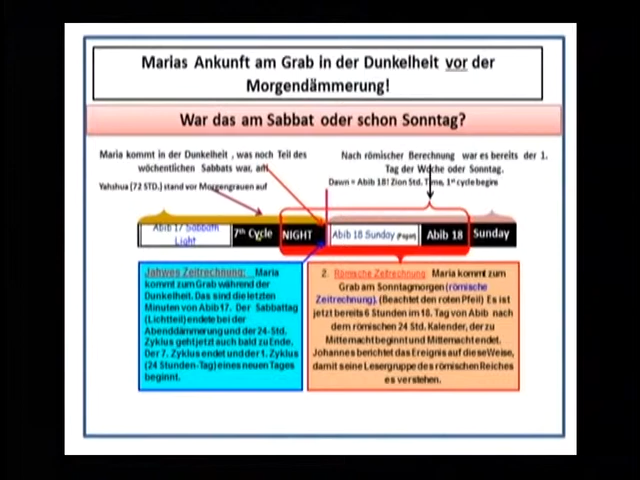 Marias Ankunft am Grab in der Dunkelheit vor der
Morgendämmerung!
War das am Sabbat oder schon Sonntag?
Maria kommt in der Dunkelheit , was noch Teil des
wöchentlichen Sabbats war, am
Nach römischer Berechnung war es bereits der 1.
Tag der Woche oder Sonntag.
Yahshua (72 STD.) stand vor Morgengrauen auf
Dawn = Abib 18! Zion Std. Time, 1st cycle begins
Abib 17 Sabbath
Light
7th Cycle
NIGHT
Abib 18 Sunday
Abib 18
Sunday
Jahwes Zeitrechnung: Maria
kommt zum Grab während der
Dunkelheit. Das sind die letzten
Minuten von Abib 17. Der Sabbattag
(Lichtteil) endete bei der
Abenddämmerung und der 24-Std.
Zyklus geht jetzt auch bald zu Ende.
Der 7. Zyklus endet und der 1. Zyklus
(24 Stunden-Tag) eines neuen Tages
beginnt.
2. Römische Zeitrechnung: Maria kommt zum
Grab am Sonntagmorgen (römische
Zeitrechnung). (Beachtet den roten Pfeil) Es ist
jetzt bereits 6 Stunden im 18. Tag von Abib nach
dem römischen 24 Std. Kalender, der zu
Mitternacht beginnt und Mitternacht endet.
Johannes berichtet das Ereignis auf diese Weise,
damit seine Lesergruppe des römischen Reiches
es verstehen.